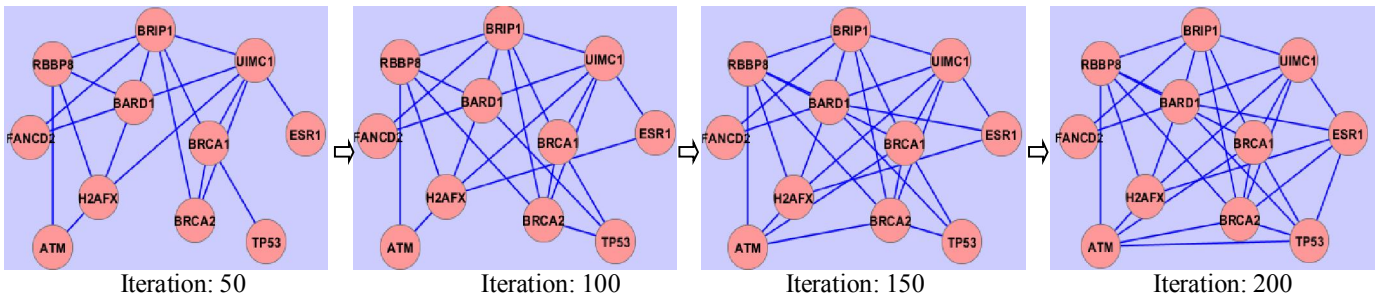 BRIP1
UIMC1
RBBP8
BARD1
FANCD2
ESR1
BRCA1
H2AFX
BRCA2
TP53
ATM
Iteration: 50
BRIP1
UIMC1
RBBP8
BARD1
ESR1
FANCD2
BRCA1
H2AFX
BRCA2
TP53
ATM
Iteration: 100
BRIP1
UIMC1
RBBP8
BARD1
ESR1
FANCD2
BRCA1
H2AFX
BRCA2
TP53
ATM
Iteration: 150
BRIP1
UIMC1
RBBP8
BARD1
ESR1
FANCD2
BRCA1
H2AFX
BRCA2
TP53
ATM
Iteration: 200